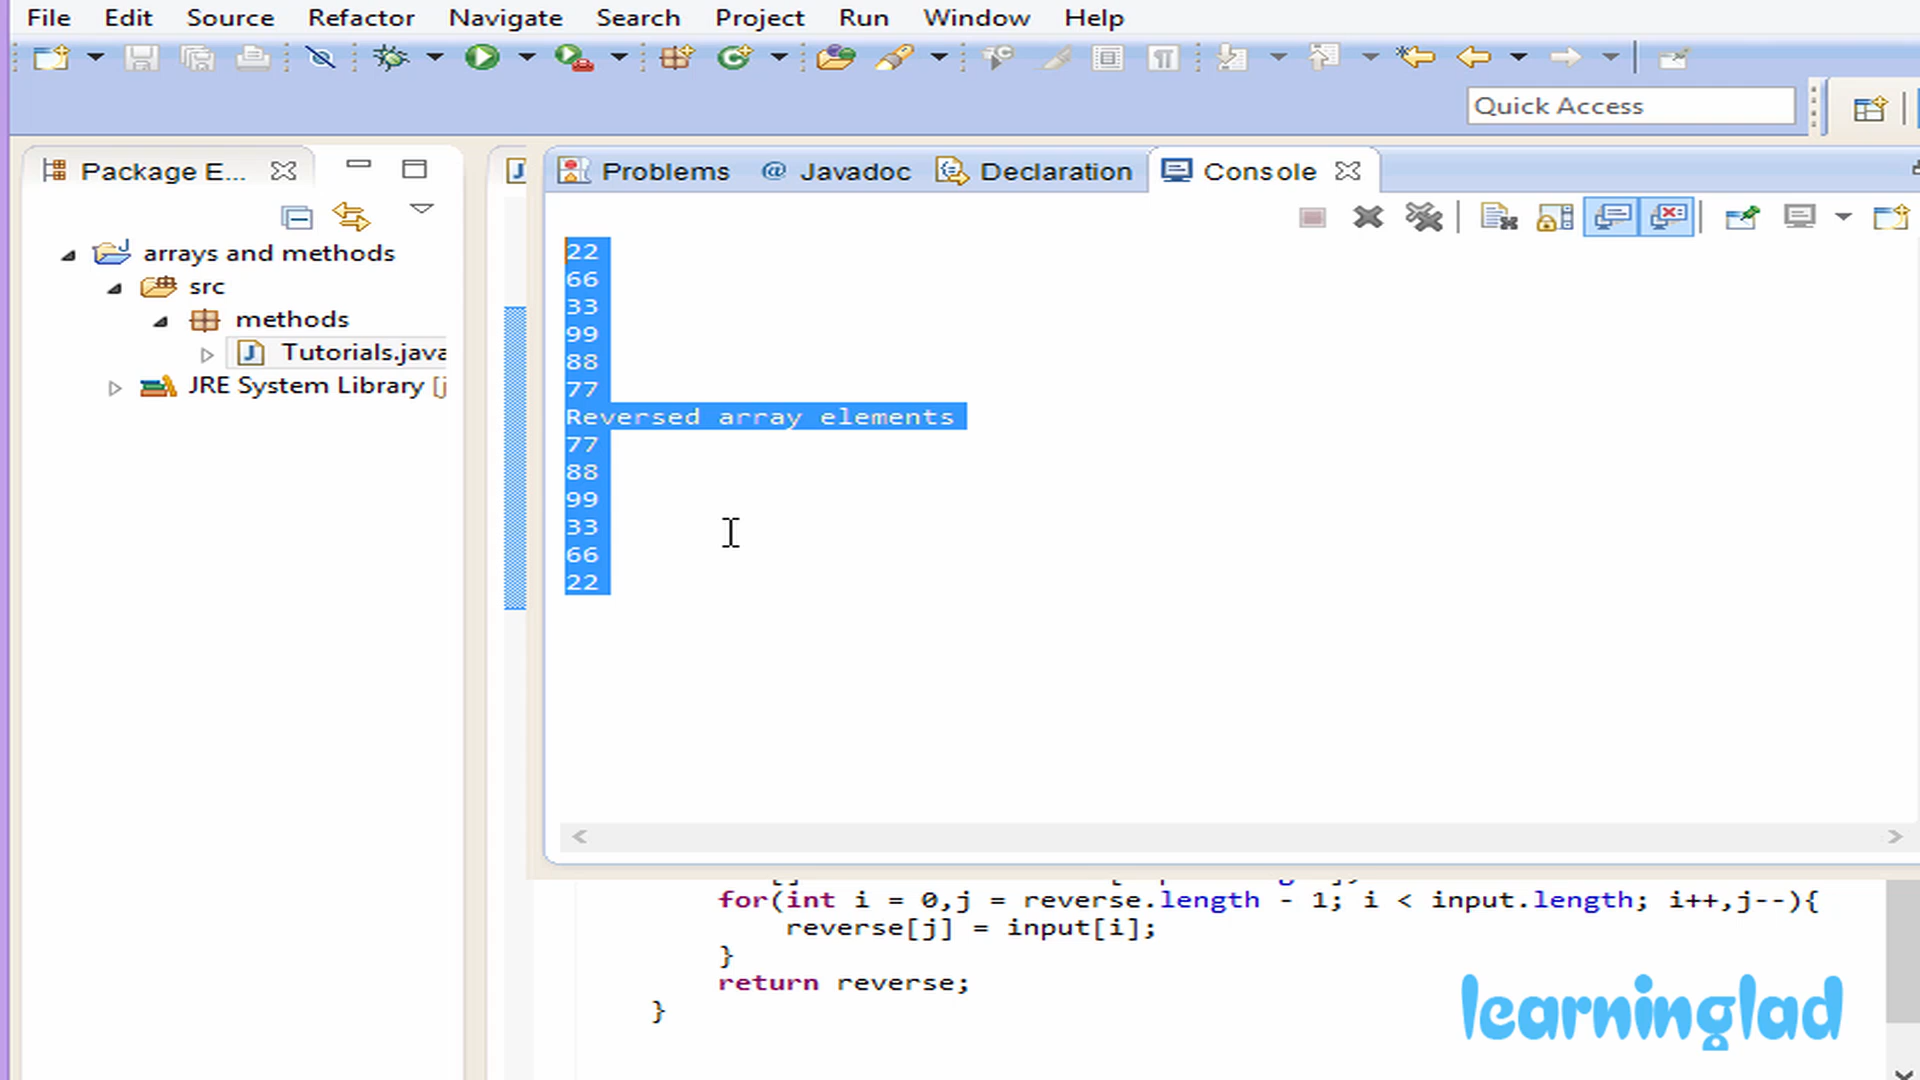 File Edit Source Refactor Navigate Search Project Run Window Help
Quick Access
Package E...
Problems @ Javadoc Declaration Console
arrays and methods
src
methods
Tutorials.java
JRE System Library [j
22
66
33
99
88
77
Reversed array elements
77
88
99
33
66
22
for(int i = 0,j = reverse.length - 1; i < input.length; i++,j--){
reverse[j] = input[i];
}
return reverse;
}
learninglad